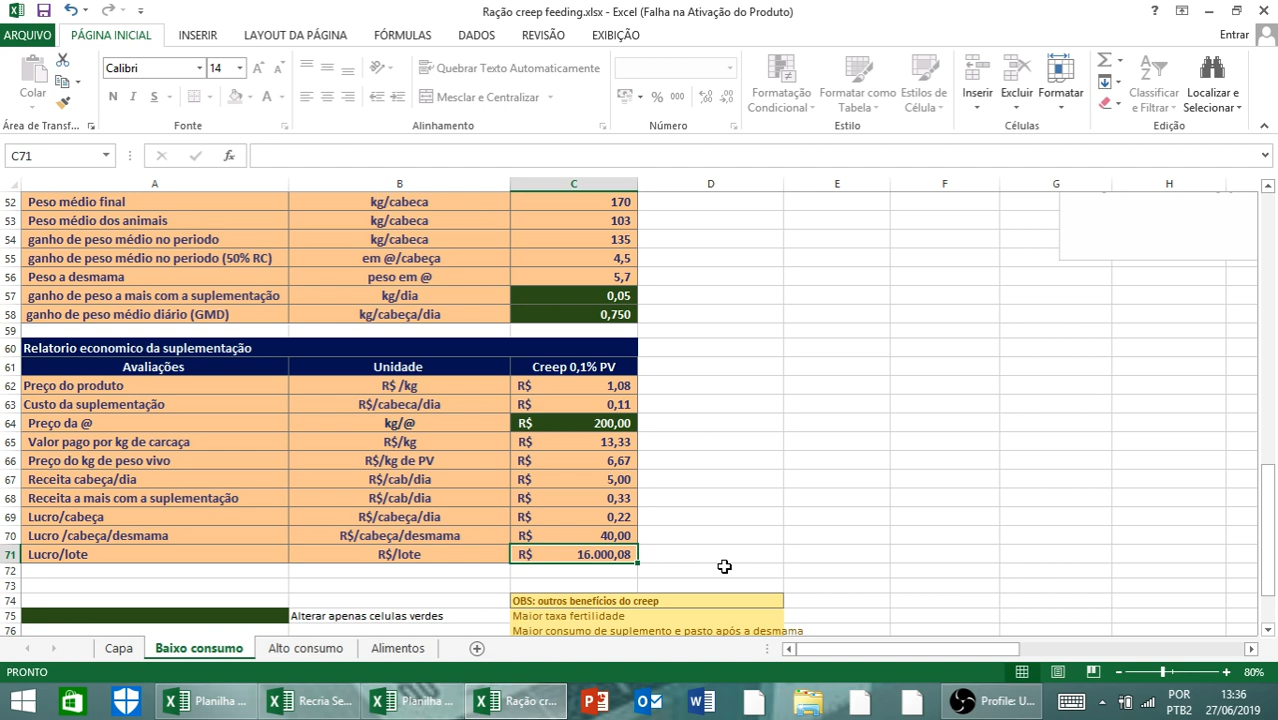 Ração creep feeding.xlsx - Excel (Falha na Ativação do Produto)
ARQUIVO PÁGINA INICIAL INSERIR LAYOUT DA PÁGINA FÓRMULAS DADOS REVISÃO EXIBIÇÃO Entrar
Colar
Calibri 14
N I S
Quebrar Texto Automaticamente
Mesclar e Centralizar
% 000
Formatação Condicional
Formatar como Tabela
Estilos de Célula
Inserir Excluir Formatar
Classificar e Filtrar
Localizar e Selecionar
Área de Transf... Fonte Alinhamento Número Estilo Células Edição
C71
A B C D E F G H
52 Peso médio final kg/cabeca 170
53 Peso médio dos animais kg/cabeca 103
54 ganho de peso médio no periodo kg/cabeca 135
55 ganho de peso médio no periodo (50% RC) em @/cabeça 4,5
56 Peso a desmama peso em @ 5,7
57 ganho de peso a mais com a suplementação kg/dia 0,05
58 ganho de peso médio diário (GMD) kg/cabeça/dia 0,750
59
60 Relatorio economico da suplementação
61 Avaliações Unidade Creep 0,1% PV
62 Preço do produto R$ /kg R$ 1,08
63 Custo da suplementação R$/cabeca/dia R$ 0,11
64 Preço da @ kg/@ R$ 200,00
65 Valor pago por kg de carcaça R$/kg R$ 13,33
66 Preço do kg de peso vivo R$/kg de PV R$ 6,67
67 Receita cabeça/dia R$/cab/dia R$ 5,00
68 Receita a mais com a suplementação R$/cab/dia R$ 0,33
69 Lucro/cabeça R$/cabeça/dia R$ 0,22
70 Lucro /cabeça/desmama R$/cabeça/desmama R$ 40,00
71 Lucro/lote R$/lote R$ 16.000,08
72
73
74 OBS: outros benefícios do creep
75 Alterar apenas celulas verdes Maior taxa fertilidade
76 Maior consumo de suplemento e pasto após a desmama
Capa Baixo consumo Alto consumo Alimentos
PRONTO 80%
Planilha ... Recria Se... Planilha ... Ração cr... Profile: U... POR PTB2 13:36 27/06/2019